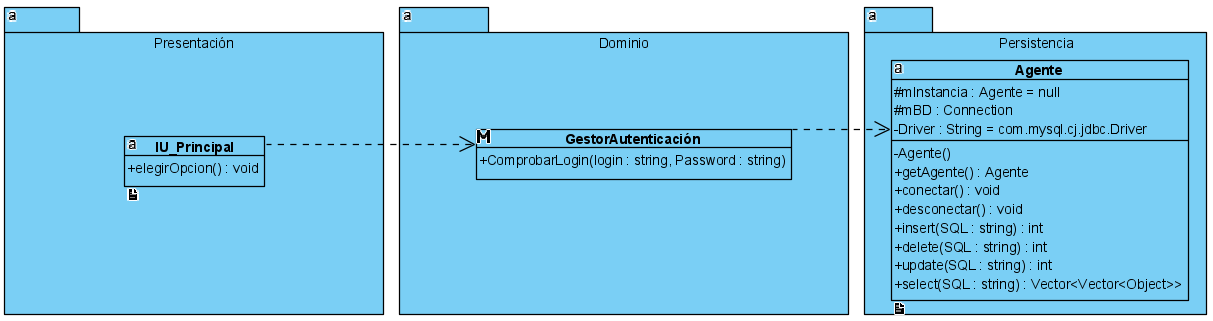 a
Presentación
a
IU_Principal
+elegirOpcion() : void
a
Dominio
M
GestorAutenticación
+ComprobarLogin(login : string, Password : string)
a
Persistencia
a
Agente
#mInstancia : Agente = null
#mBD : Connection
-Driver : String = com.mysql.cj.jdbc.Driver
-Agente()
+getAgente() : Agente
+conectar() : void
+desconectar() : void
+insert(SQL : string) : int
+delete(SQL : string) : int
+update(SQL : string) : int
+select(SQL : string) : Vector<Vector<Object>>